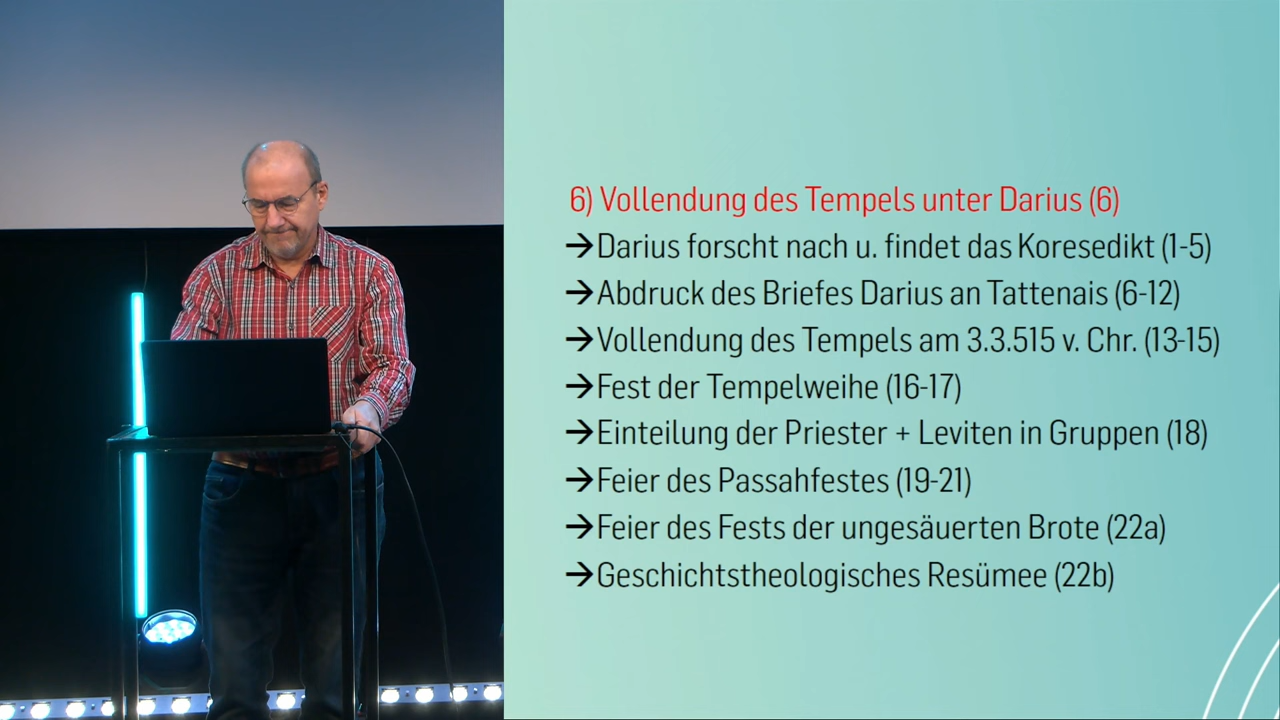 6) Vollendung des Tempels unter Darius (6)
→Darius forscht nach u. findet das Koresedikt (1-5)
→Abdruck des Briefes Darius an Tattenais (6-12)
→Vollendung des Tempels am 3.3.515 v. Chr. (13-15)
→Fest der Tempelweihe (16-17)
→Einteilung der Priester + Leviten in Gruppen (18)
→Feier des Passahfestes (19-21)
→Feier des Fests der ungesäuerten Brote (22a)
→Geschichtstheologisches Resümee (22b)